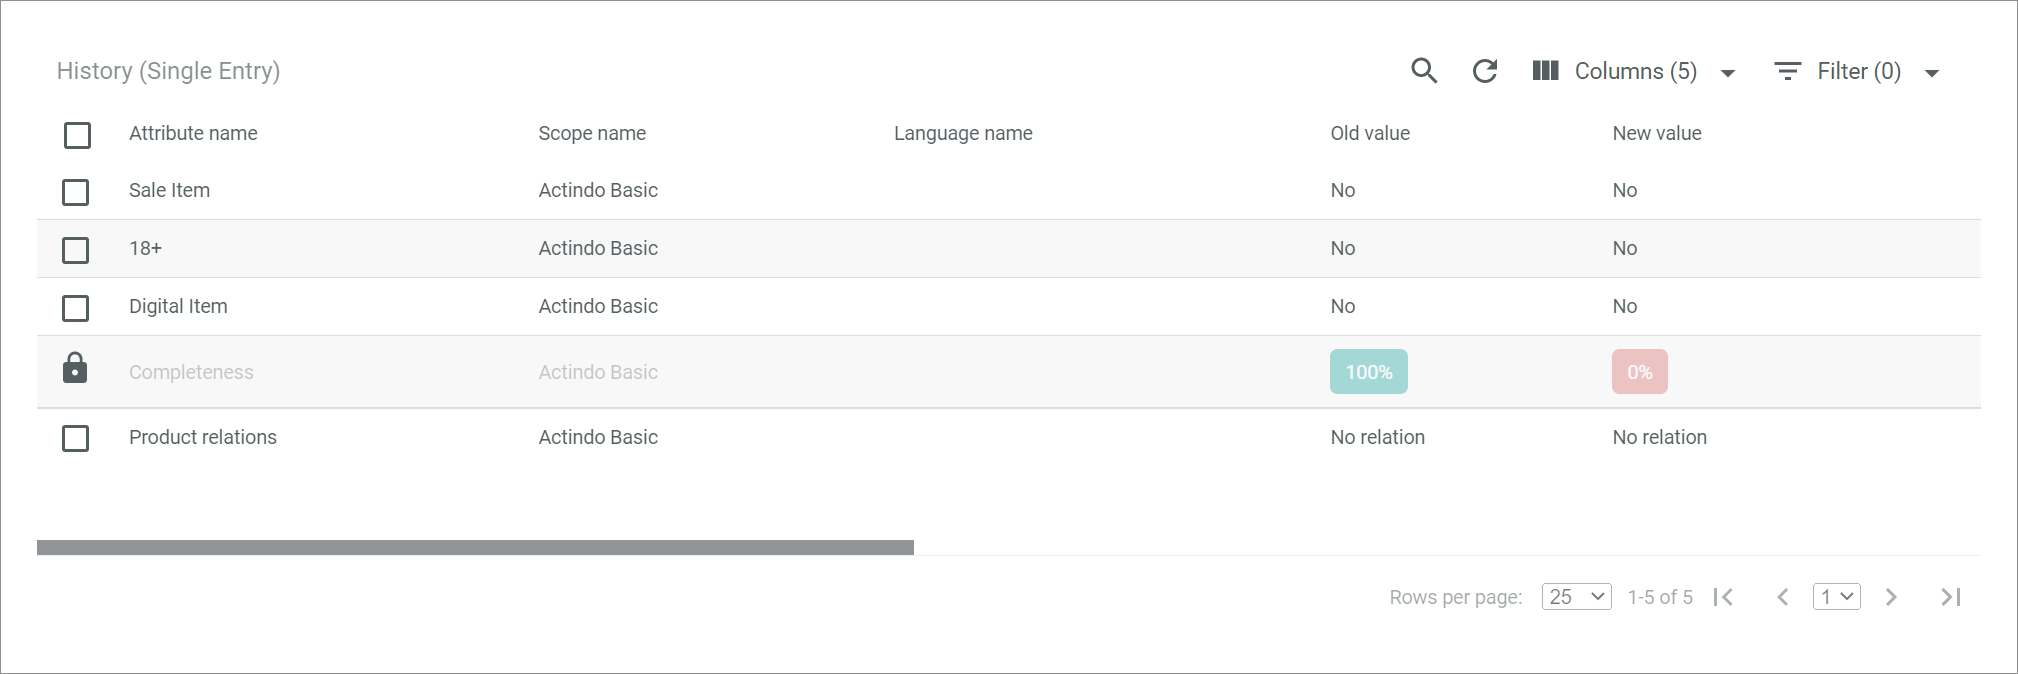 History (Single Entry) Columns (5) Filter (0)
Attribute name Scope name Language name Old value New value
Sale Item Actindo Basic No No
18+ Actindo Basic No No
Digital Item Actindo Basic No No
Completeness Actindo Basic 100% 0%
Product relations Actindo Basic No relation No relation
Rows per page: 25 1-5 of 5 1